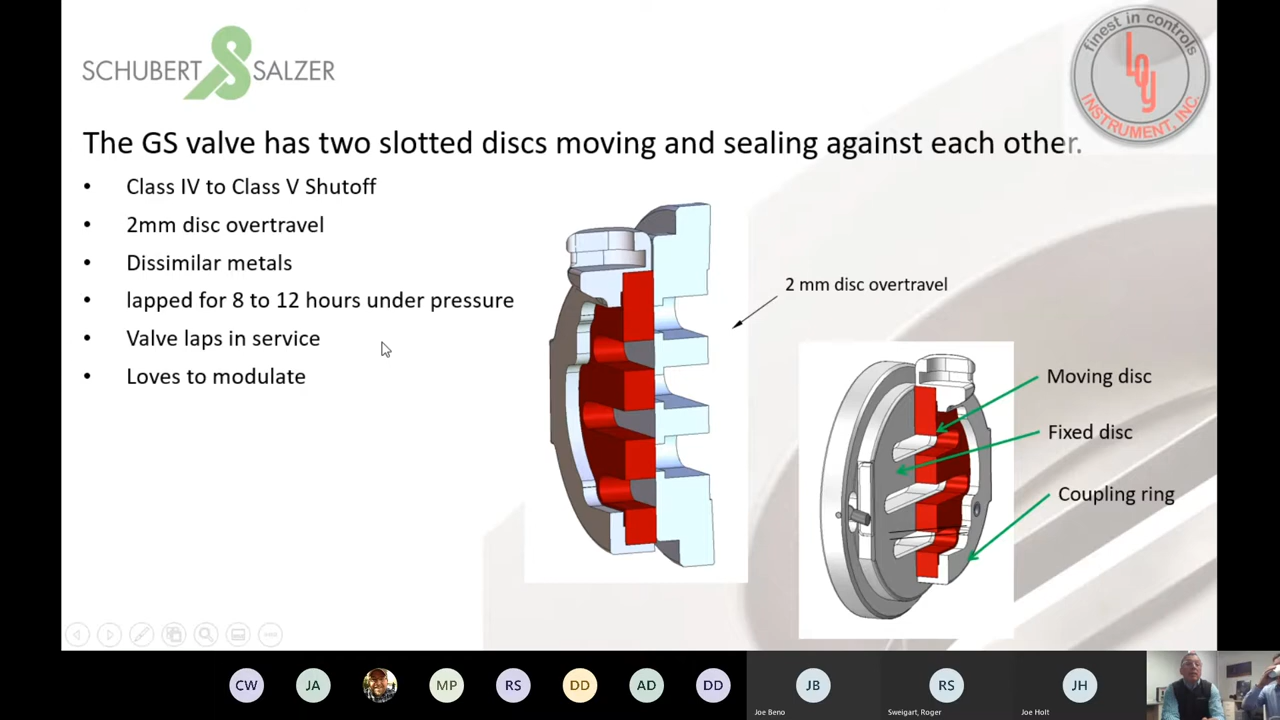 SCHUBERT SALZER
finest in controls
loy
INSTRUMENT, INC.
The GS valve has two slotted discs moving and sealing against each other.
• Class IV to Class V Shutoff
• 2mm disc overtravel
• Dissimilar metals
• lapped for 8 to 12 hours under pressure
• Valve laps in service
• Loves to modulate
2 mm disc overtravel
Moving disc
Fixed disc
Coupling ring
CW
JA
MP
RS
DD
AD
DD
JB
RS
JH
Joe Beno
Sweigart, Roger
Joe Holt